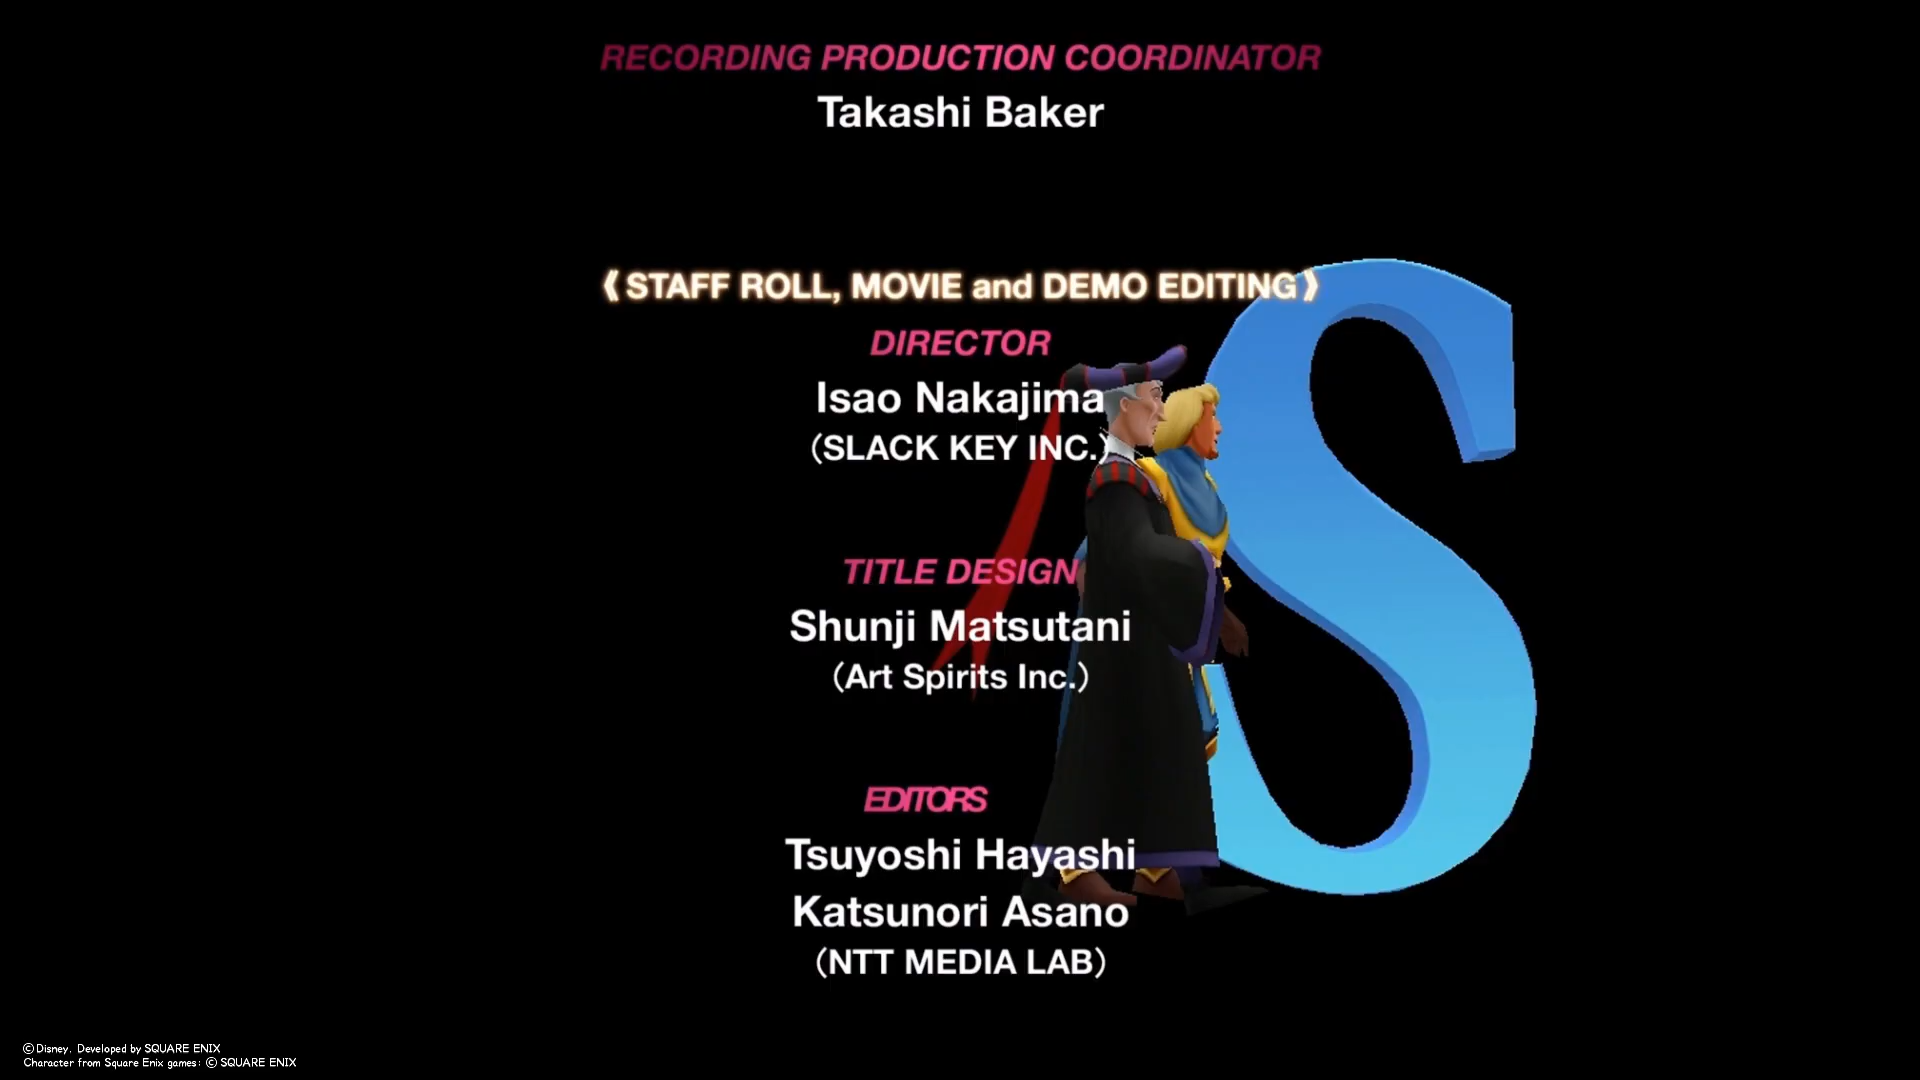 RECORDING PRODUCTION COORDINATOR
Takashi Baker
《STAFF ROLL, MOVIE and DEMO EDITING》
DIRECTOR
Isao Nakajima
(SLACK KEY INC.)
TITLE DESIGN
Shunji Matsutani
(Art Spirits Inc.)
EDITORS
Tsuyoshi Hayashi
Katsunori Asano
(NTT MEDIA LAB)
S
©Disney. Developed by SQUARE ENIX
Character from Square Enix games: © SQUARE ENIX